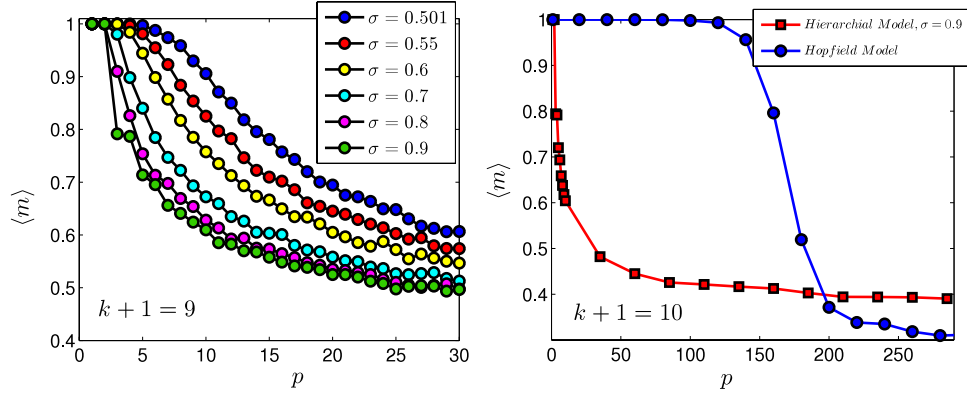 1
0.9
0.8
0.7
0.6
0.5
0.4
⟨m⟩
0
5
10
15
20
25
30
p
k + 1 = 9
σ = 0.501
σ = 0.55
σ = 0.6
σ = 0.7
σ = 0.8
σ = 0.9
1
0.9
0.8
0.7
0.6
0.5
0.4
⟨m⟩
0
50
100
150
200
250
p
k + 1 = 10
Hierarchial Model, σ = 0.9
Hopfield Model